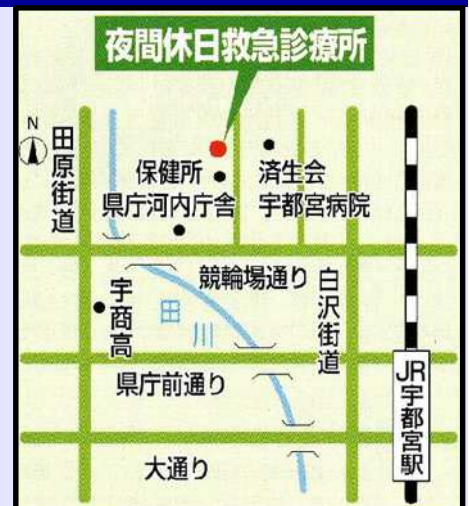 夜間休日救急診療所
N
田原街道
保健所
済生会
宇都宮病院
県庁河内庁舎
競輪場通り
白沢街道
宇商高
田川
県庁前通り
JR宇都宮駅
大通り